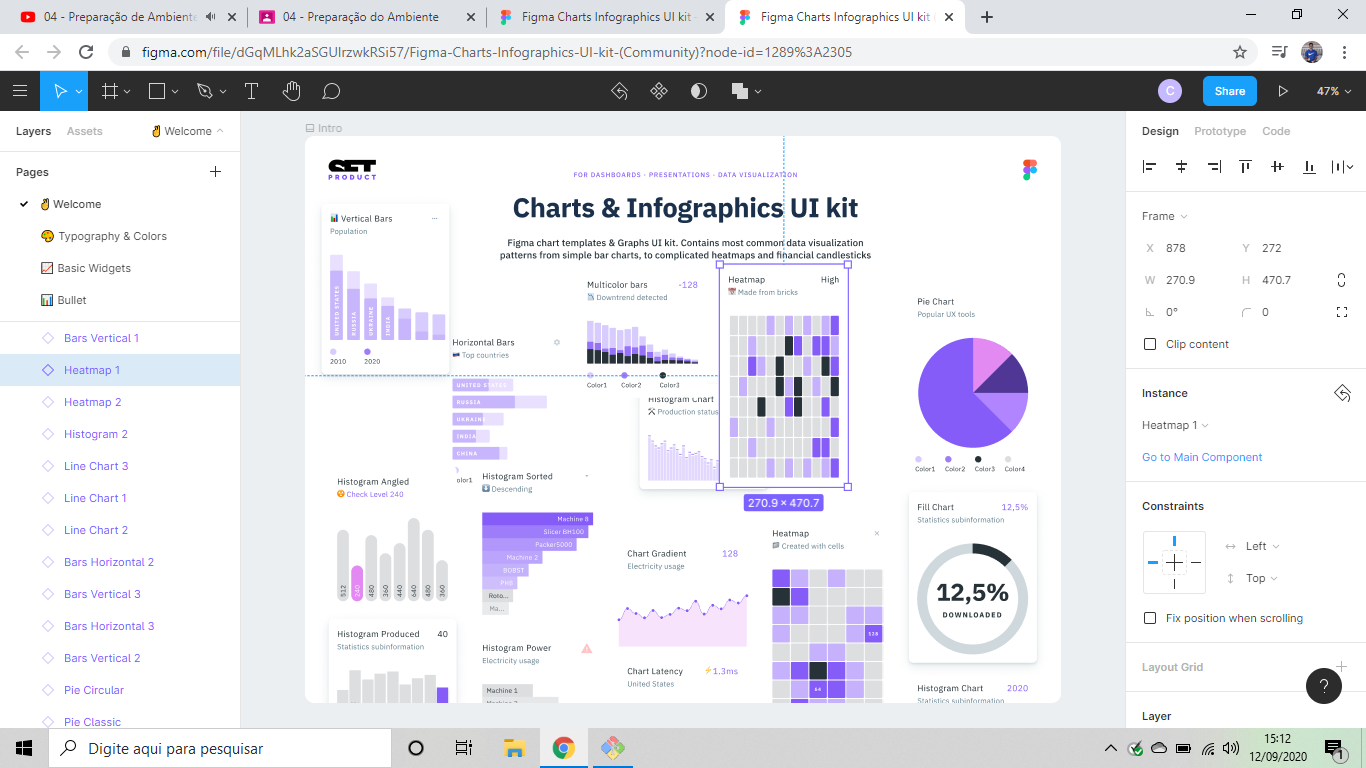 04 - Preparação de Ambiente
04 - Preparação do Ambiente
Figma Charts Infographics UI kit
Figma Charts Infographics UI kit
figma.com/file/dGqMLhk2aSGUIrzwkRSi57/Figma-Charts-Infographics-UI-kit-(Community)?node-id=1289%3A2305
C
Share
47%
Layers
Assets
Welcome
Pages
Welcome
Typography & Colors
Basic Widgets
Bullet
Bars Vertical 1
Heatmap 1
Heatmap 2
Histogram 2
Line Chart 3
Line Chart 1
Line Chart 2
Bars Horizontal 2
Bars Vertical 3
Bars Horizontal 3
Bars Vertical 2
Pie Circular
Pie Classic
Intro
SET
PRODUCT
FOR DASHBOARDS - PRESENTATIONS - DATA VISUALIZATION
Charts & Infographics UI kit
Figma chart templates & Graphs UI kit. Contains most common data visualization
patterns from simple bar charts, to complicated heatmaps and financial candlesticks
Vertical Bars
Population
UNITED STATES
RUSSIA
UKRAINE
INDIA
2010
2020
Horizontal Bars
Top countries
UNITED STATES
RUSSIA
UKRAINE
INDIA
CHINA
olor1
Multicolor bars
-128
Downtrend detected
Color1
Color2
Color3
Histogram Chart
Production status
Heatmap
High
Made from bricks
270.9 × 470.7
Pie Chart
Popular UX tools
Color1
Color2
Color3
Color4
Histogram Angled
Check Level 240
512
240
480
360
440
640
480
360
Histogram Sorted
Descending
Machine 8
Slicer BH100
Packer5000
Machine 2
BOBST
PH6
Roto...
Ma...
Chart Gradient
128
Electricity usage
Heatmap
Created with cells
128
64
Fill Chart
12,5%
Statistics subinformation
12,5%
DOWNLOADED
Histogram Produced
40
Statistics subinformation
Histogram Power
Electricity usage
Machine 1
Chart Latency
1.3ms
United States
Histogram Chart
2020
Statistics subinformation
Design
Prototype
Code
Frame
X
878
Y
272
W
270.9
H
470.7
0°
0
Clip content
Instance
Heatmap 1
Go to Main Component
Constraints
Left
Top
Fix position when scrolling
Layout Grid
Layer
?
Digite aqui para pesquisar
15:12
12/09/2020
1